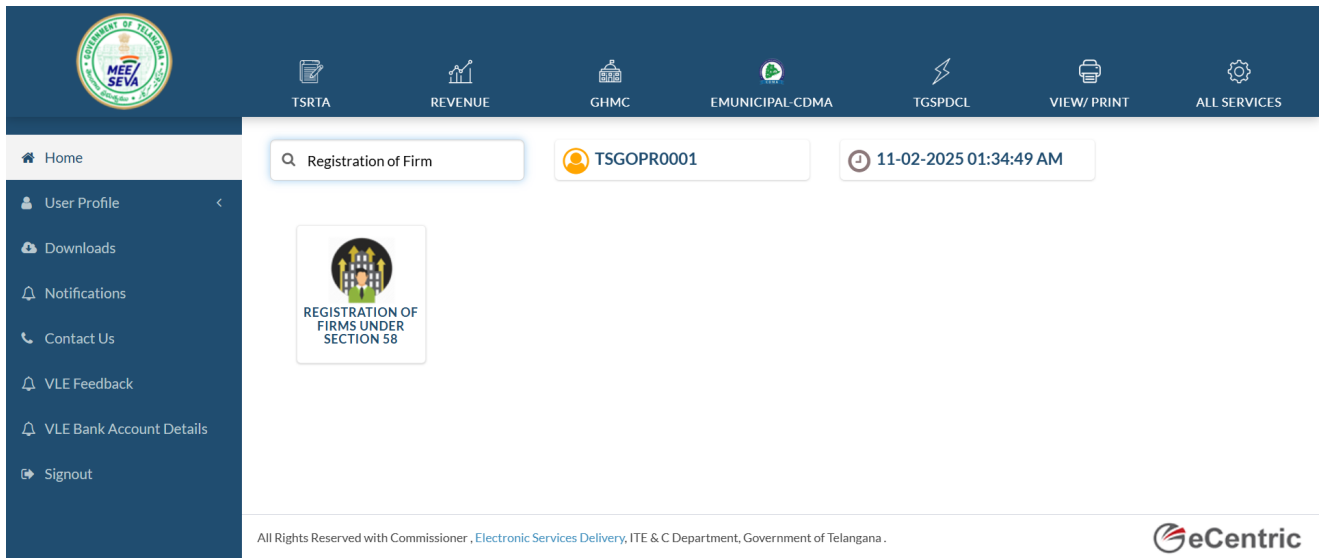 GOVERNMENT OF TELANGANA
MEE
SEVA
TSRTA
REVENUE
GHMC
EMUNICIPAL-CDMA
TGSPDCL
VIEW/ PRINT
ALL SERVICES
Home
User Profile
Downloads
Notifications
Contact Us
VLE Feedback
VLE Bank Account Details
Signout
Registration of Firm
TSGOPR0001
11-02-2025 01:34:49 AM
REGISTRATION OF
FIRMS UNDER
SECTION 58
All Rights Reserved with Commissioner , Electronic Services Delivery, ITE & C Department, Government of Telangana .
eCentric